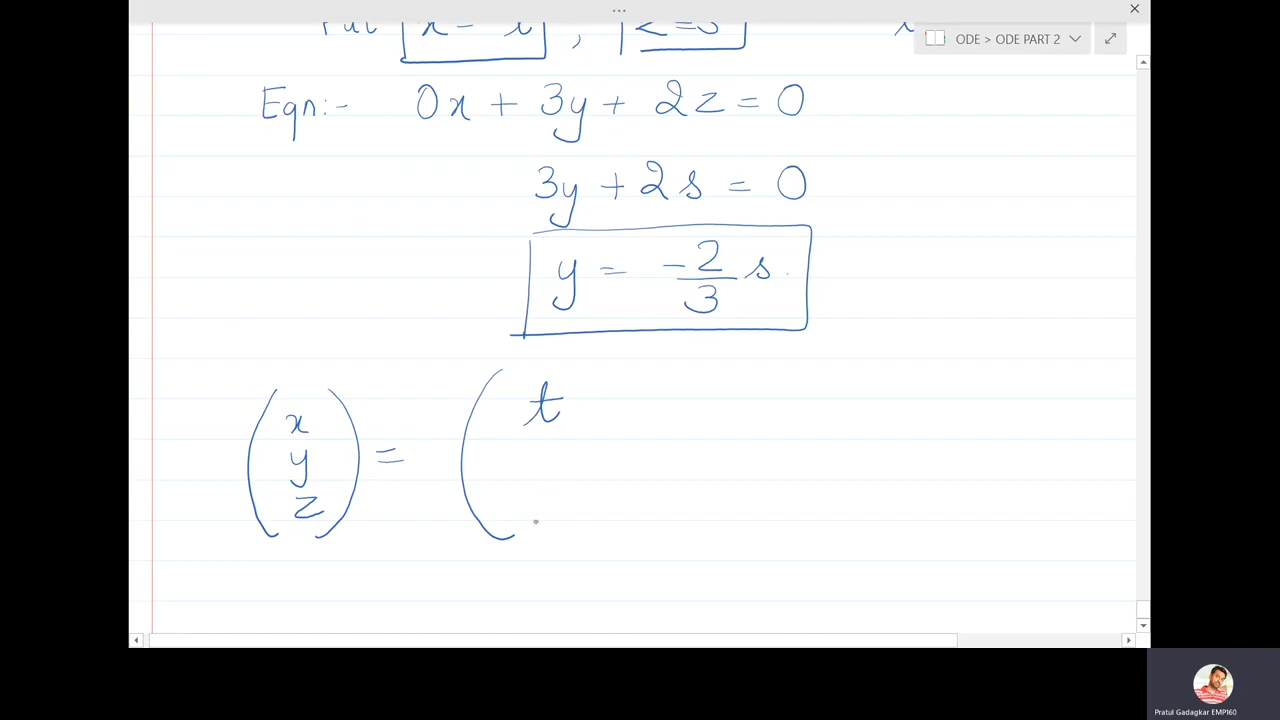 ODE > ODE PART 2
Eqn:- 0x + 3y + 2z = 0
3y + 2s = 0
y = -2/3 s
(x y z) = ( t
Pratul Gadagkar EMP160